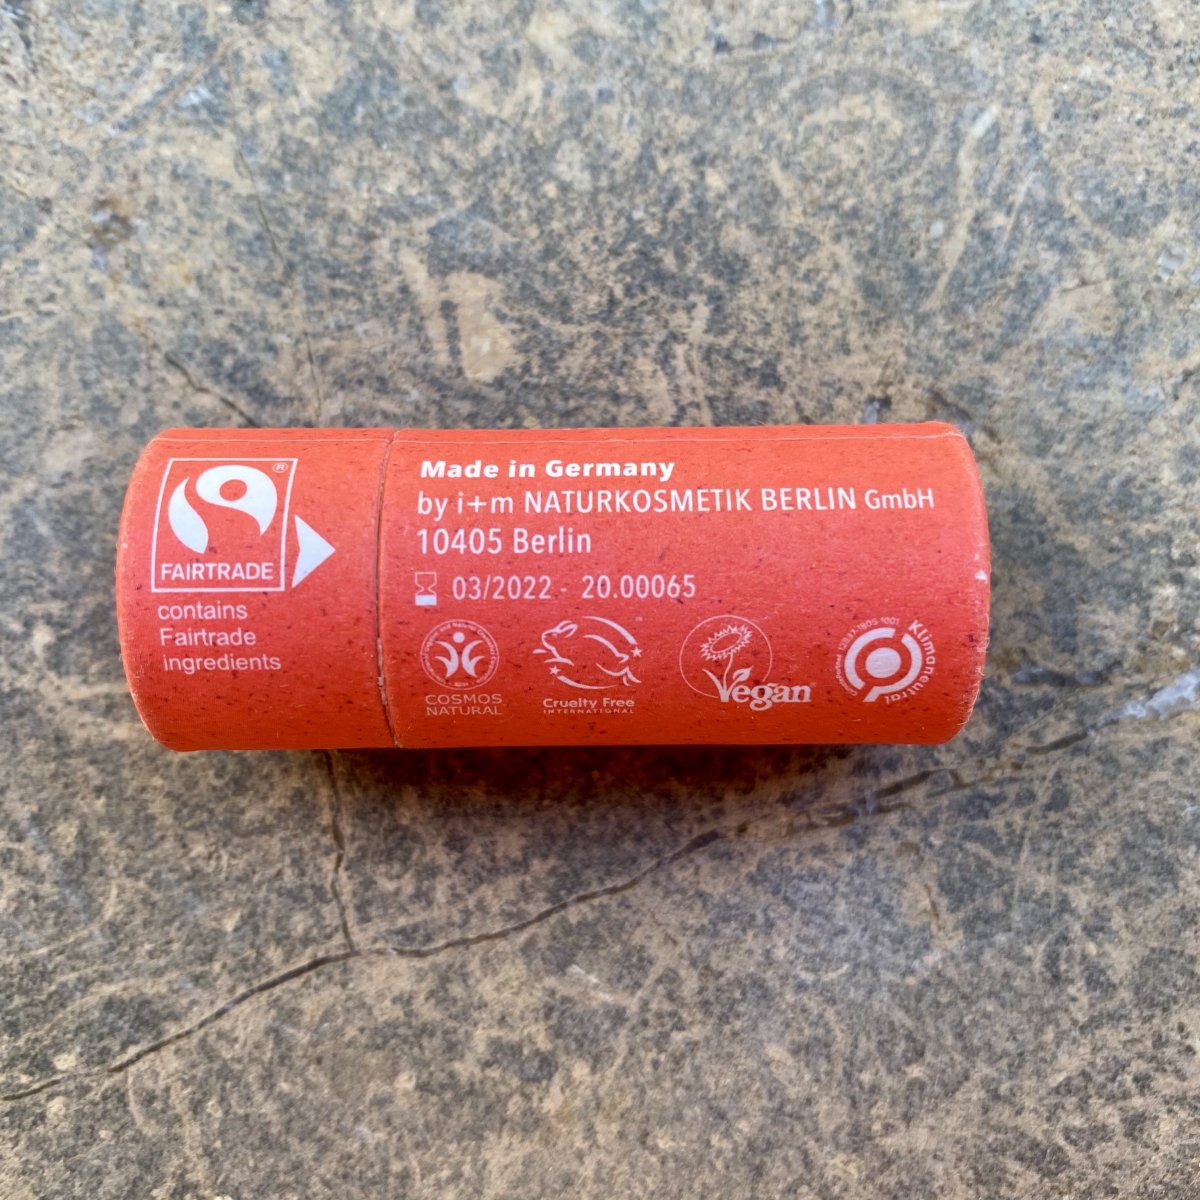 FAIRTRADE
contains
Fairtrade
ingredients
Made in Germany
by i+m NATURKOSMETIK BERLIN GmbH
10405 Berlin
03/2022 - 20.00065
COSMOS
NATURAL
Cruelty Free
INTERNATIONAL
Vegan
Klimaneutral